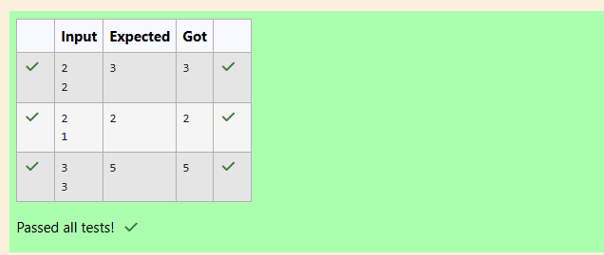 Input Expected Got
2 3 3
2
2 2 2
1
3 5 5
3
Passed all tests!